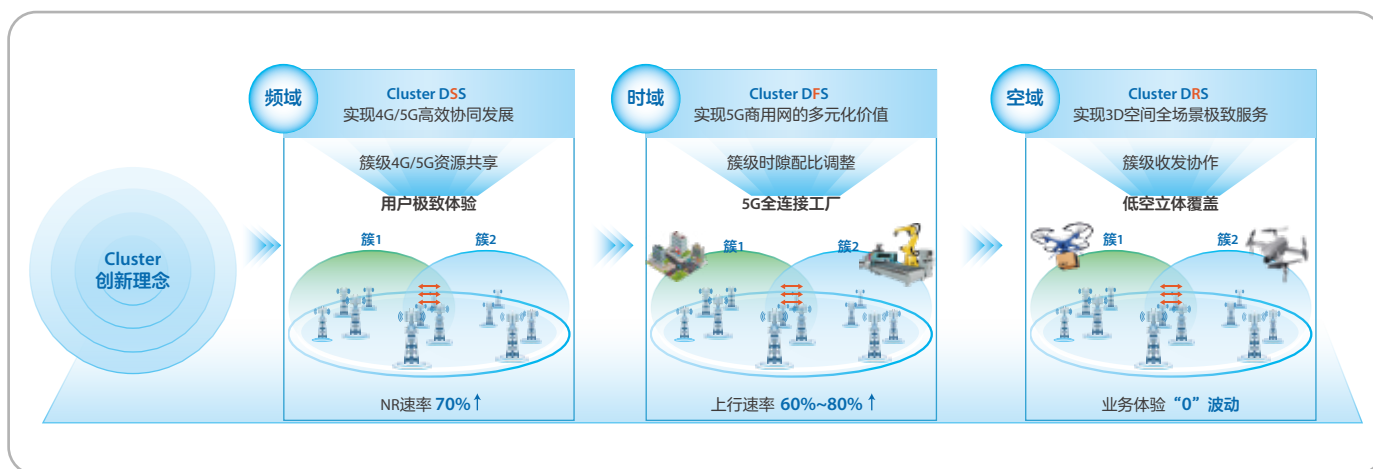 Cluster
创新理念
频域
Cluster DSS
实现4G/5G高效协同发展
簇级4G/5G资源共享
用户极致体验
簇1
簇2
NR速率 70%↑
时域
Cluster DFS
实现5G商用网的多元化价值
簇级时隙配比调整
5G全连接工厂
簇1
簇2
上行速率 60%~80% ↑
空域
Cluster DRS
实现3D空间全场景极致服务
簇级收发协作
低空立体覆盖
簇1
簇2
业务体验 “0” 波动